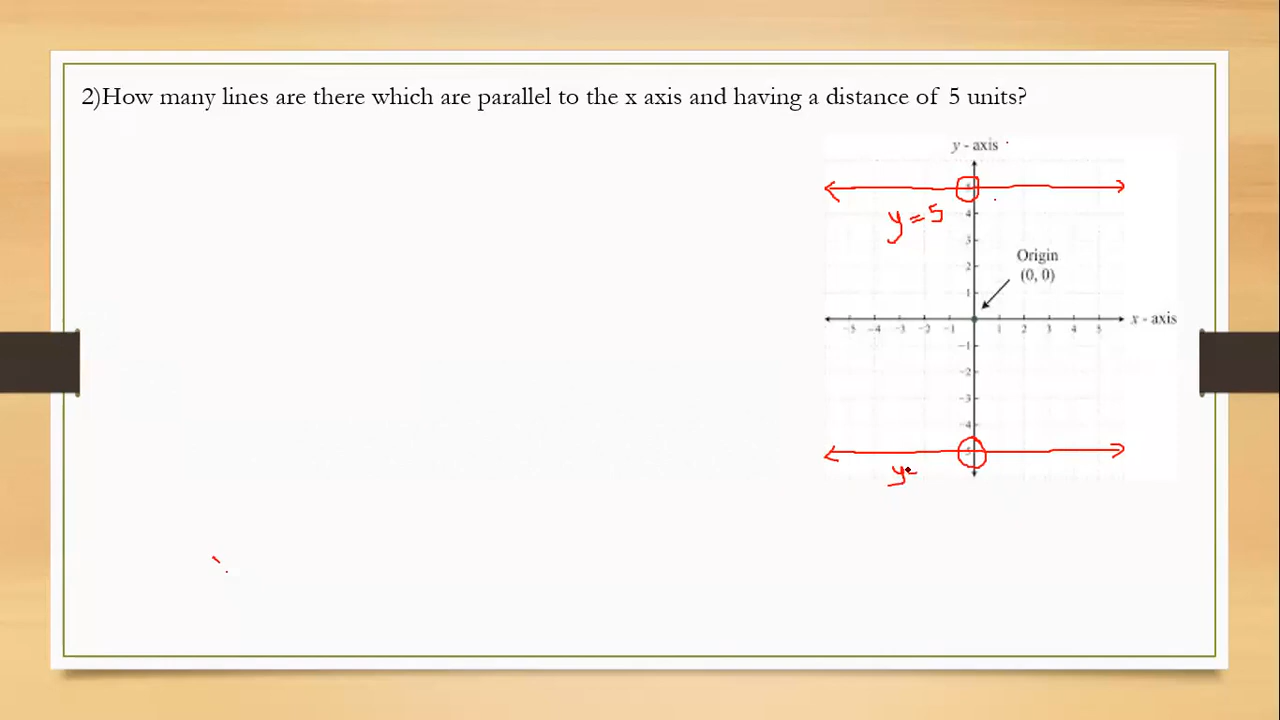 2)How many lines are there which are parallel to the x axis and having a distance of 5 units?
y - axis
5
y = 5
4
3
2
1
Origin
(0, 0)
x - axis
-5 -4 -3 -2 -1 1 2 3 4 5
-1
-2
-3
-4
y=